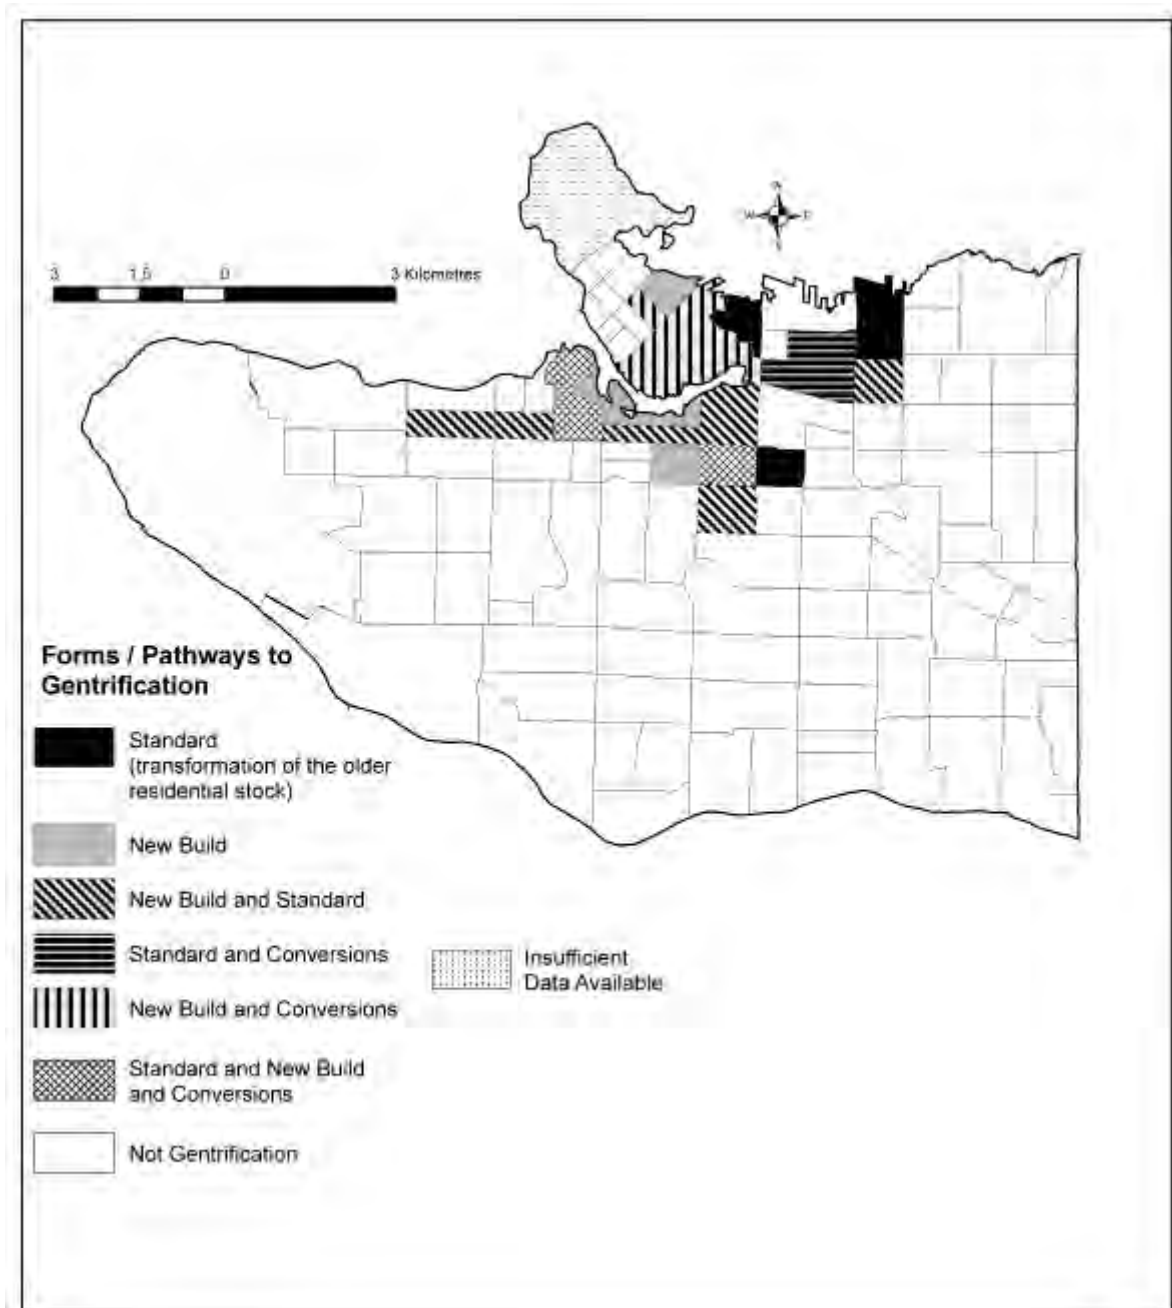 N
W E
3 1,5 0 3 Kilometres
Forms / Pathways to
Gentrification
Standard
(transformation of the older
residential stock)
New Build
New Build and Standard
Standard and Conversions
New Build and Conversions
Standard and New Build
and Conversions
Not Gentrification
Insufficient
Data Available